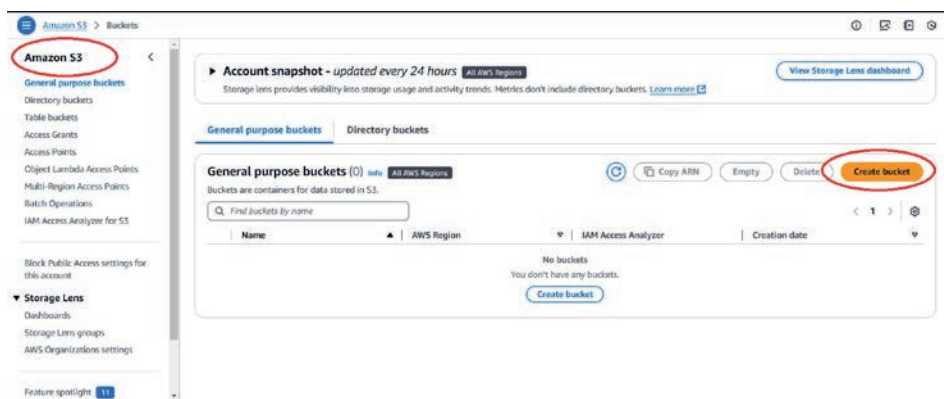 Amazon S3 > Buckets
Amazon S3
General purpose buckets
Directory buckets
Table buckets
Access Grants
Access Points
Object Lambda Access Points
Multi-Region Access Points
Batch Operations
IAM Access Analyzer for S3
Block Public Access settings for
this account
Storage Lens
Dashboards
Storage Lens groups
AWS Organizations settings
Feature spotlight 11
Account snapshot - updated every 24 hours All AWS Regions
View Storage Lens dashboard
Storage lens provides visibility into storage usage and activity trends. Metrics don't include directory buckets. Learn more
General purpose buckets Directory buckets
General purpose buckets (0) Info All AWS Regions
Copy ARN Empty Delete Create bucket
Buckets are containers for data stored in S3.
Find buckets by name
1
Name AWS Region IAM Access Analyzer Creation date
No buckets
You don't have any buckets.
Create bucket